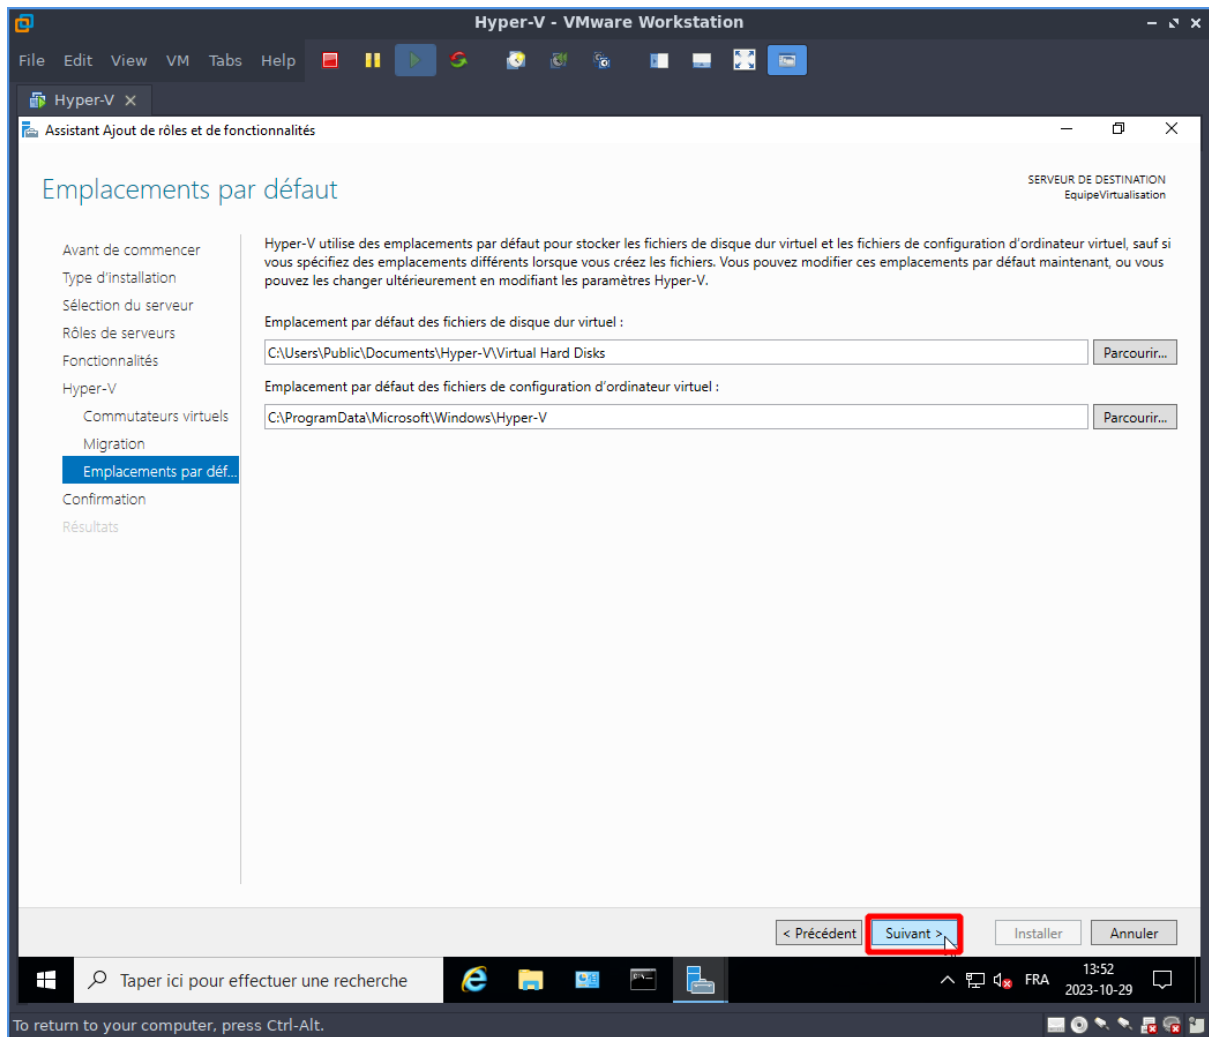 Hyper-V - VMware Workstation
File Edit View VM Tabs Help
Hyper-V
Assistant Ajout de rôles et de fonctionnalités
Emplacements par défaut
SERVEUR DE DESTINATION
EquipeVirtualisation
Avant de commencer
Type d'installation
Sélection du serveur
Rôles de serveurs
Fonctionnalités
Hyper-V
Commutateurs virtuels
Migration
Emplacements par déf...
Confirmation
Résultats
Hyper-V utilise des emplacements par défaut pour stocker les fichiers de disque dur virtuel et les fichiers de configuration d'ordinateur virtuel, sauf si
vous spécifiez des emplacements différents lorsque vous créez les fichiers. Vous pouvez modifier ces emplacements par défaut maintenant, ou vous
pouvez les changer ultérieurement en modifiant les paramètres Hyper-V.
Emplacement par défaut des fichiers de disque dur virtuel :
C:\Users\Public\Documents\Hyper-V\Virtual Hard Disks
Parcourir...
Emplacement par défaut des fichiers de configuration d'ordinateur virtuel :
C:\ProgramData\Microsoft\Windows\Hyper-V
Parcourir...
< Précédent Suivant > Installer Annuler
Taper ici pour effectuer une recherche
FRA
13:52
2023-10-29
To return to your computer, press Ctrl-Alt.